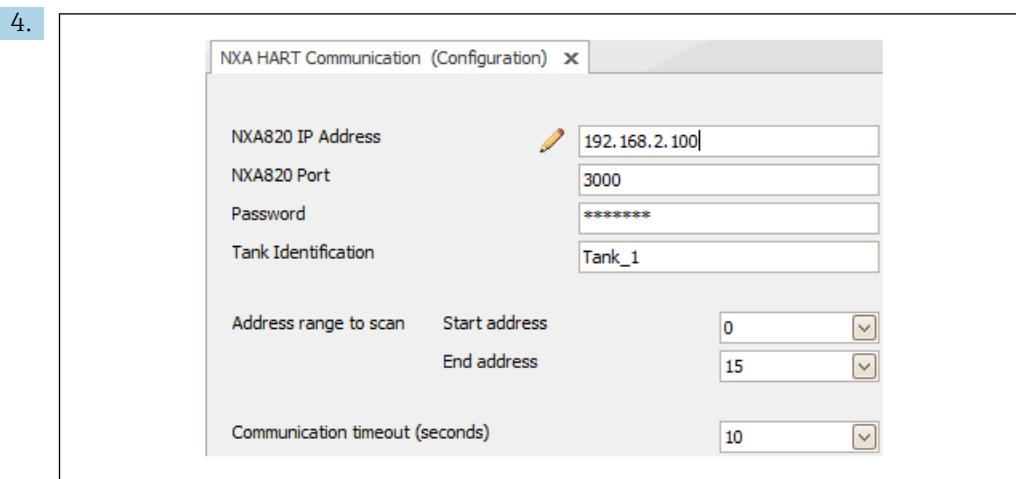 4.
NXA HART Communication (Configuration) x
NXA820 IP Address 192.168.2.100
NXA820 Port 3000
Password *******
Tank Identification Tank_1
Address range to scan Start address 0
End address 15
Communication timeout (seconds) 10